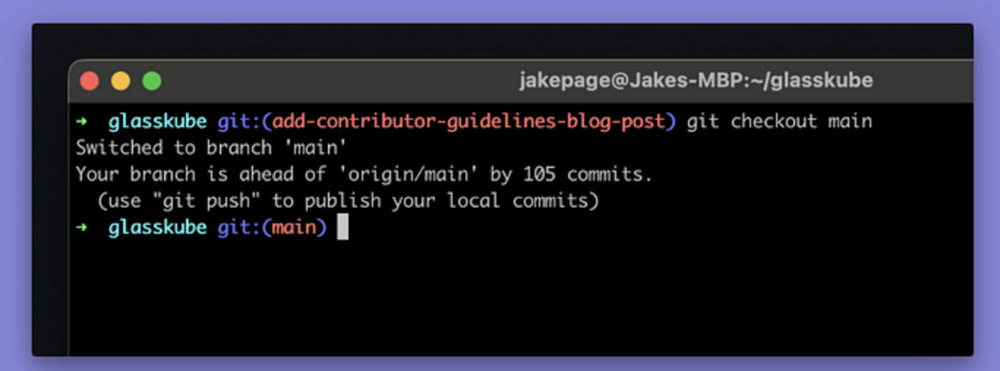 jakepage@Jakes-MBP:~/glasskube
➜ glasskube git:(add-contributor-guidelines-blog-post) git checkout main
Switched to branch 'main'
Your branch is ahead of 'origin/main' by 105 commits.
  (use "git push" to publish your local commits)
➜ glasskube git:(main)